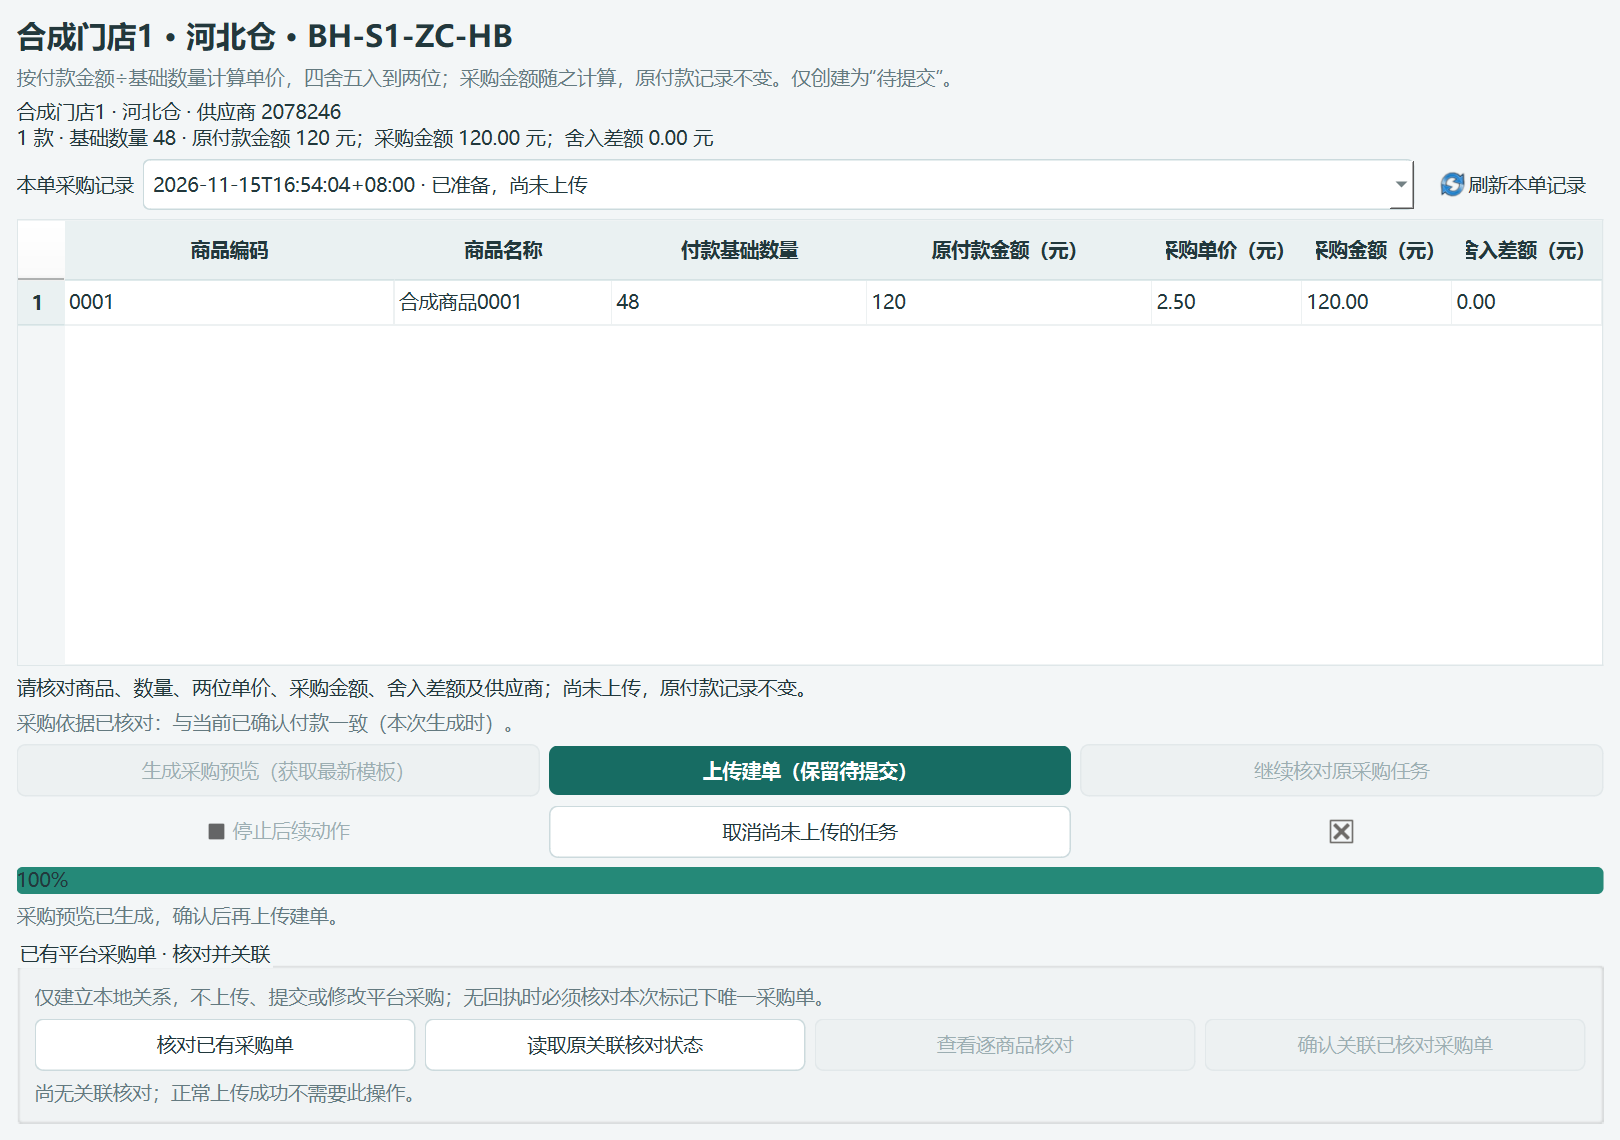 合成门店1 • 河北仓 • BH-S1-ZC-HB
按付款金额÷基础数量计算单价，四舍五入到两位；采购金额随之计算，原付款记录不变。仅创建为“待提交”。
合成门店1 · 河北仓 · 供应商 2078246
1 款 · 基础数量 48 · 原付款金额 120 元；采购金额 120.00 元；舍入差额 0.00 元
本单采购记录 2026-11-15T16:54:04+08:00 · 已准备，尚未上传 刷新本单记录
商品编码 商品名称 付款基础数量 原付款金额（元） 采购单价（元） 采购金额（元） 舍入差额（元）
1 0001 合成商品0001 48 120 2.50 120.00 0.00
请核对商品、数量、两位单价、采购金额、舍入差额及供应商；尚未上传，原付款记录不变。
采购依据已核对：与当前已确认付款一致（本次生成时）。
生成采购预览（获取最新模板） 上传建单（保留待提交） 继续核对原采购任务
停止后续动作 取消尚未上传的任务
100%
采购预览已生成，确认后再上传建单。
已有平台采购单 · 核对并关联
仅建立本地关系，不上传、提交或修改平台采购；无回执时必须核对本次标记下唯一采购单。
核对已有采购单 读取原关联核对状态 查看逐商品核对 确认关联已核对采购单
尚无关联核对；正常上传成功不需要此操作。